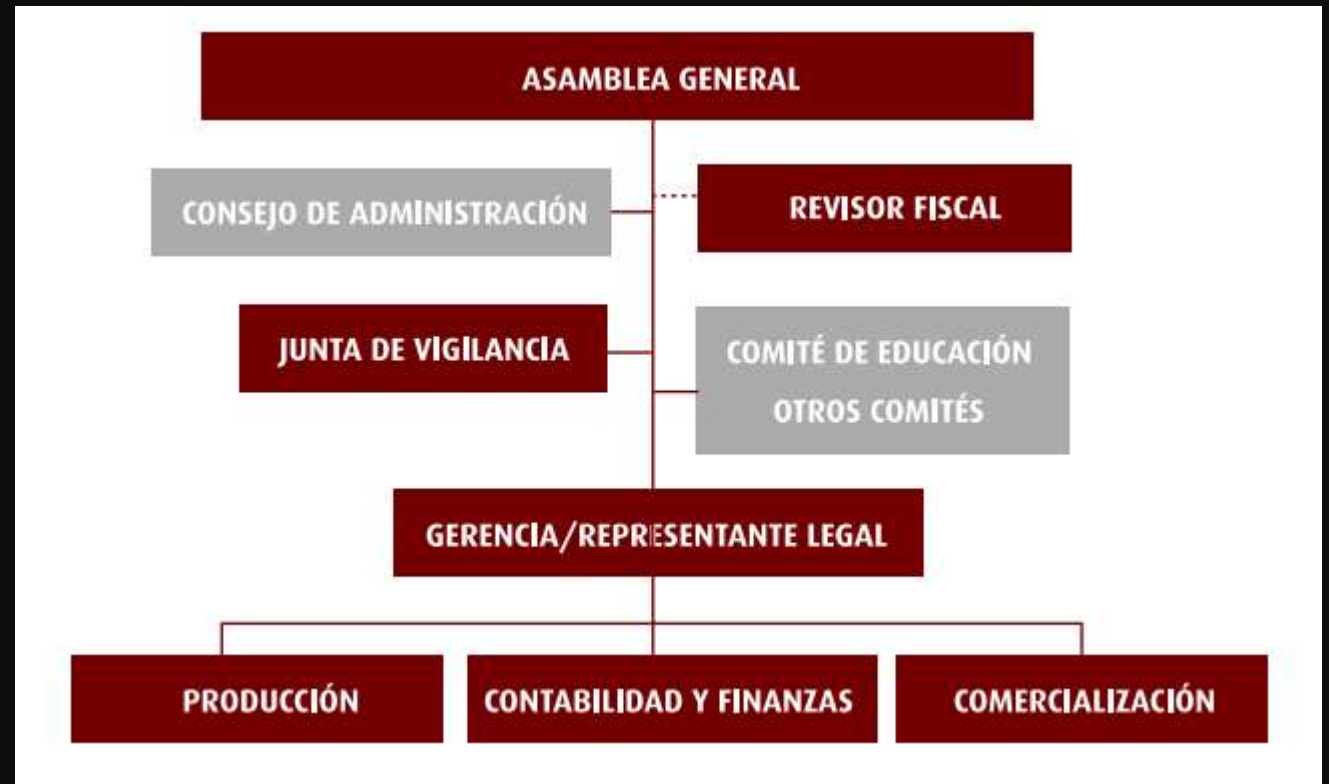 ASAMBLEA GENERAL
CONSEJO DE ADMINISTRACIÓN
REVISOR FISCAL
JUNTA DE VIGILANCIA
COMITÉ DE EDUCACIÓN
OTROS COMITÉS
GERENCIA/REPRESENTANTE LEGAL
PRODUCCIÓN
CONTABILIDAD Y FINANZAS
COMERCIALIZACIÓN